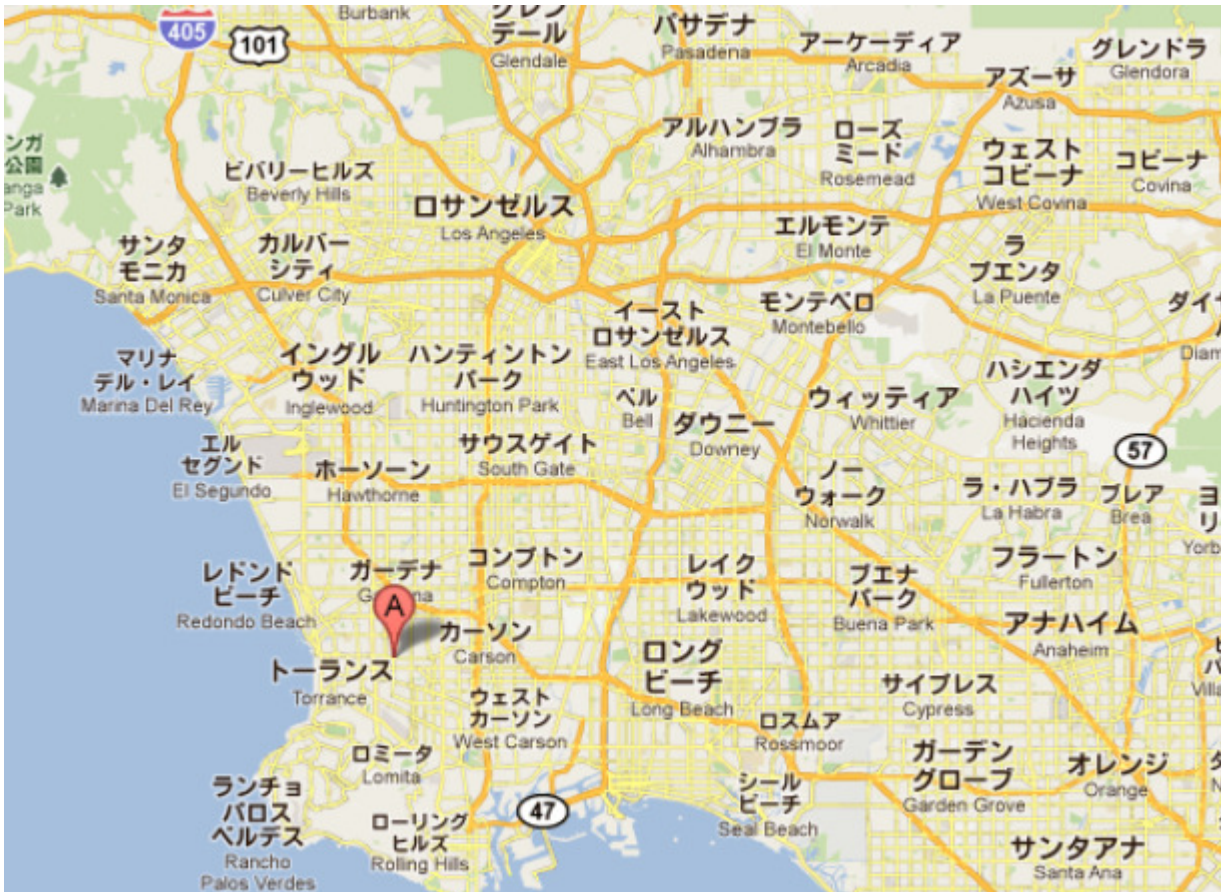 Burbank
グレン
デール
Glendale
パサデナ
Pasadena
アーケーディア
Arcadia
グレンドラ
Glendora
405
101
アズーサ
Azusa
アルハンブラ
Alhambra
ローズ
ミード
Rosemead
ウェスト
コビーナ
West Covina
コビーナ
Covina
ンガ
公園
anga
Park
ビバリーヒルズ
Beverly Hills
ロサンゼルス
Los Angeles
エルモンテ
El Monte
ラ
プエンタ
La Puente
サンタ
モニカ
Santa Monica
カルバー
シティ
Culver City
イースト
ロサンゼルス
East Los Angeles
モンテベロ
Montebello
ダイ
Diam
マリナ
デル・レイ
Marina Del Rey
イングル
ウッド
Inglewood
ハンティントン
パーク
Huntington Park
ベル
Bell
ウィッティア
Whittier
ハシエンダ
ハイツ
Hacienda
Heights
ダウニー
Downey
57
エル
セグンド
El Segundo
ホーソーン
Hawthorne
サウスゲイト
South Gate
ノー
ウォーク
Norwalk
ラ・ハブラ
La Habra
ブレア
Brea
ヨ
リ
Yorb
レドンド
ビーチ
Redondo Beach
ガーデナ
A
コンプトン
Compton
レイク
ウッド
Lakewood
ブエナ
パーク
Buena Park
フラートン
Fullerton
カーソン
Carson
アナハイム
Anaheim
トーランス
Torrance
ロング
ビーチ
Long Beach
サイプレス
Cypress
Villa
ウェスト
カーソン
West Carson
ロスムア
Rossmoor
ロミータ
Lomita
ガーデン
グローブ
Garden Grove
オレンジ
Orange
ランチョ
パロス
ベルデス
Rancho
Palos Verdes
ローリング
ヒルズ
Rolling Hills
47
シール
ビーチ
Seal Beach
サンタアナ
Santa Ana